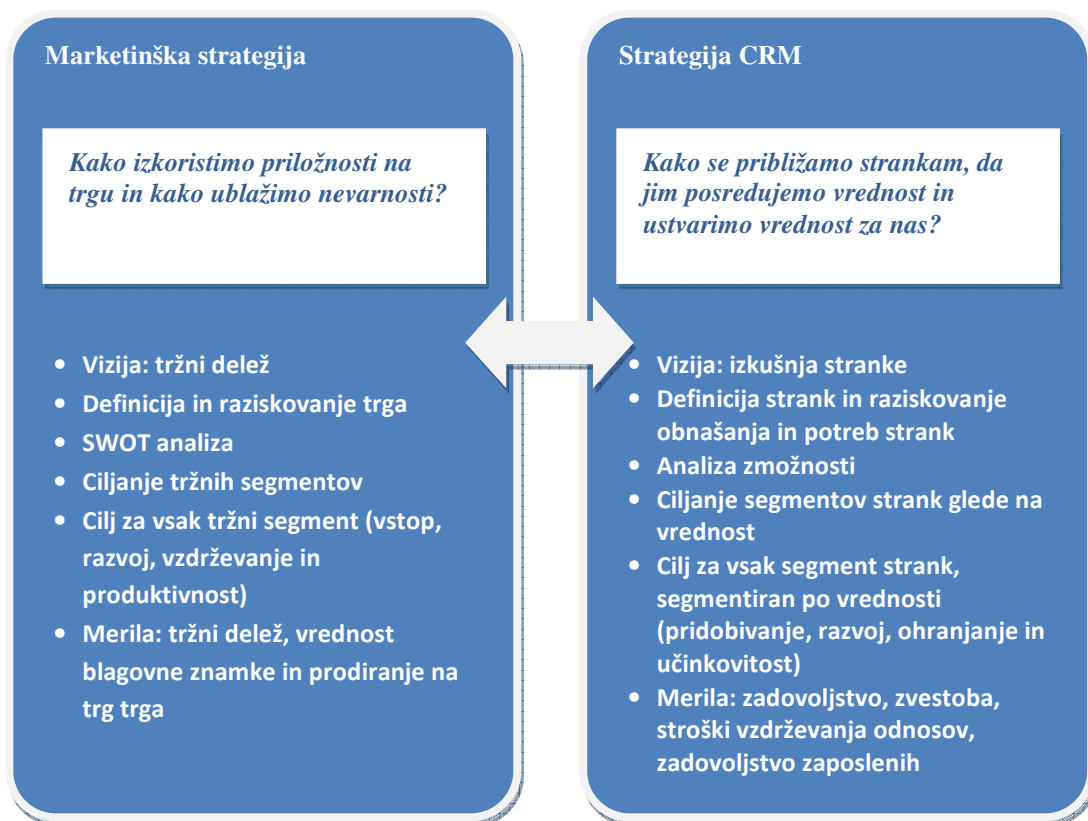 Marketinška strategija
Kako izkoristimo priložnosti na
trgu in kako ublažimo nevarnosti?
• Vizija: tržni delež
• Definicija in raziskovanje trga
• SWOT analiza
• Ciljanje tržnih segmentov
• Cilj za vsak tržni segment (vstop,
razvoj, vzdrževanje in
produktivnost)
• Merila: tržni delež, vrednost
blagovne znamke in prodiranje na
trg trga
Strategija CRM
Kako se približamo strankam, da
jim posredujemo vrednost in
ustvarimo vrednost za nas?
• Vizija: izkušnja stranke
• Definicija strank in raziskovanje
obnašanja in potreb strank
• Analiza zmožnosti
• Ciljanje segmentov strank glede na
vrednost
• Cilj za vsak segment strank,
segmentiran po vrednosti
(pridobivanje, razvoj, ohranjanje in
učinkovitost)
• Merila: zadovoljstvo, zvestoba,
stroški vzdrževanja odnosov,
zadovoljstvo zaposlenih